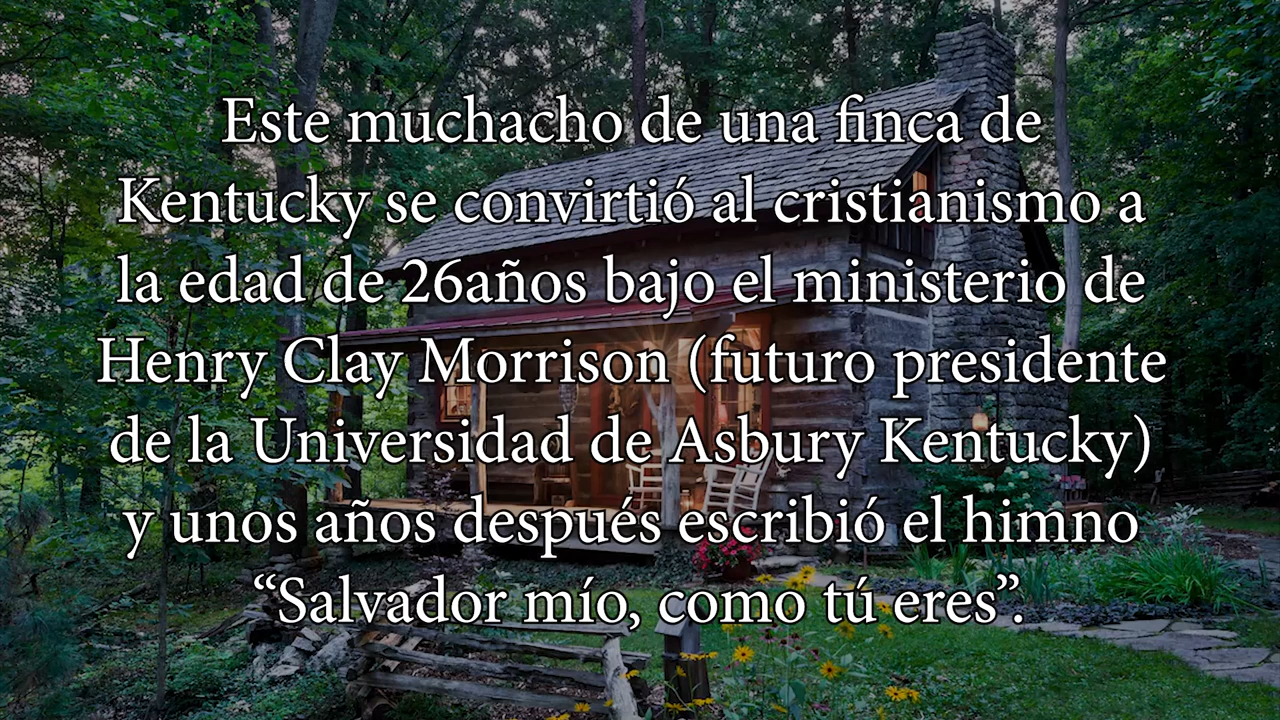 Este muchacho de una finca de
Kentucky se convirtió al cristianismo a
la edad de 26años bajo el ministerio de
Henry Clay Morrison (futuro presidente
de la Universidad de Asbury Kentucky)
y unos años después escribió el himno
“Salvador mío, como tú eres”.